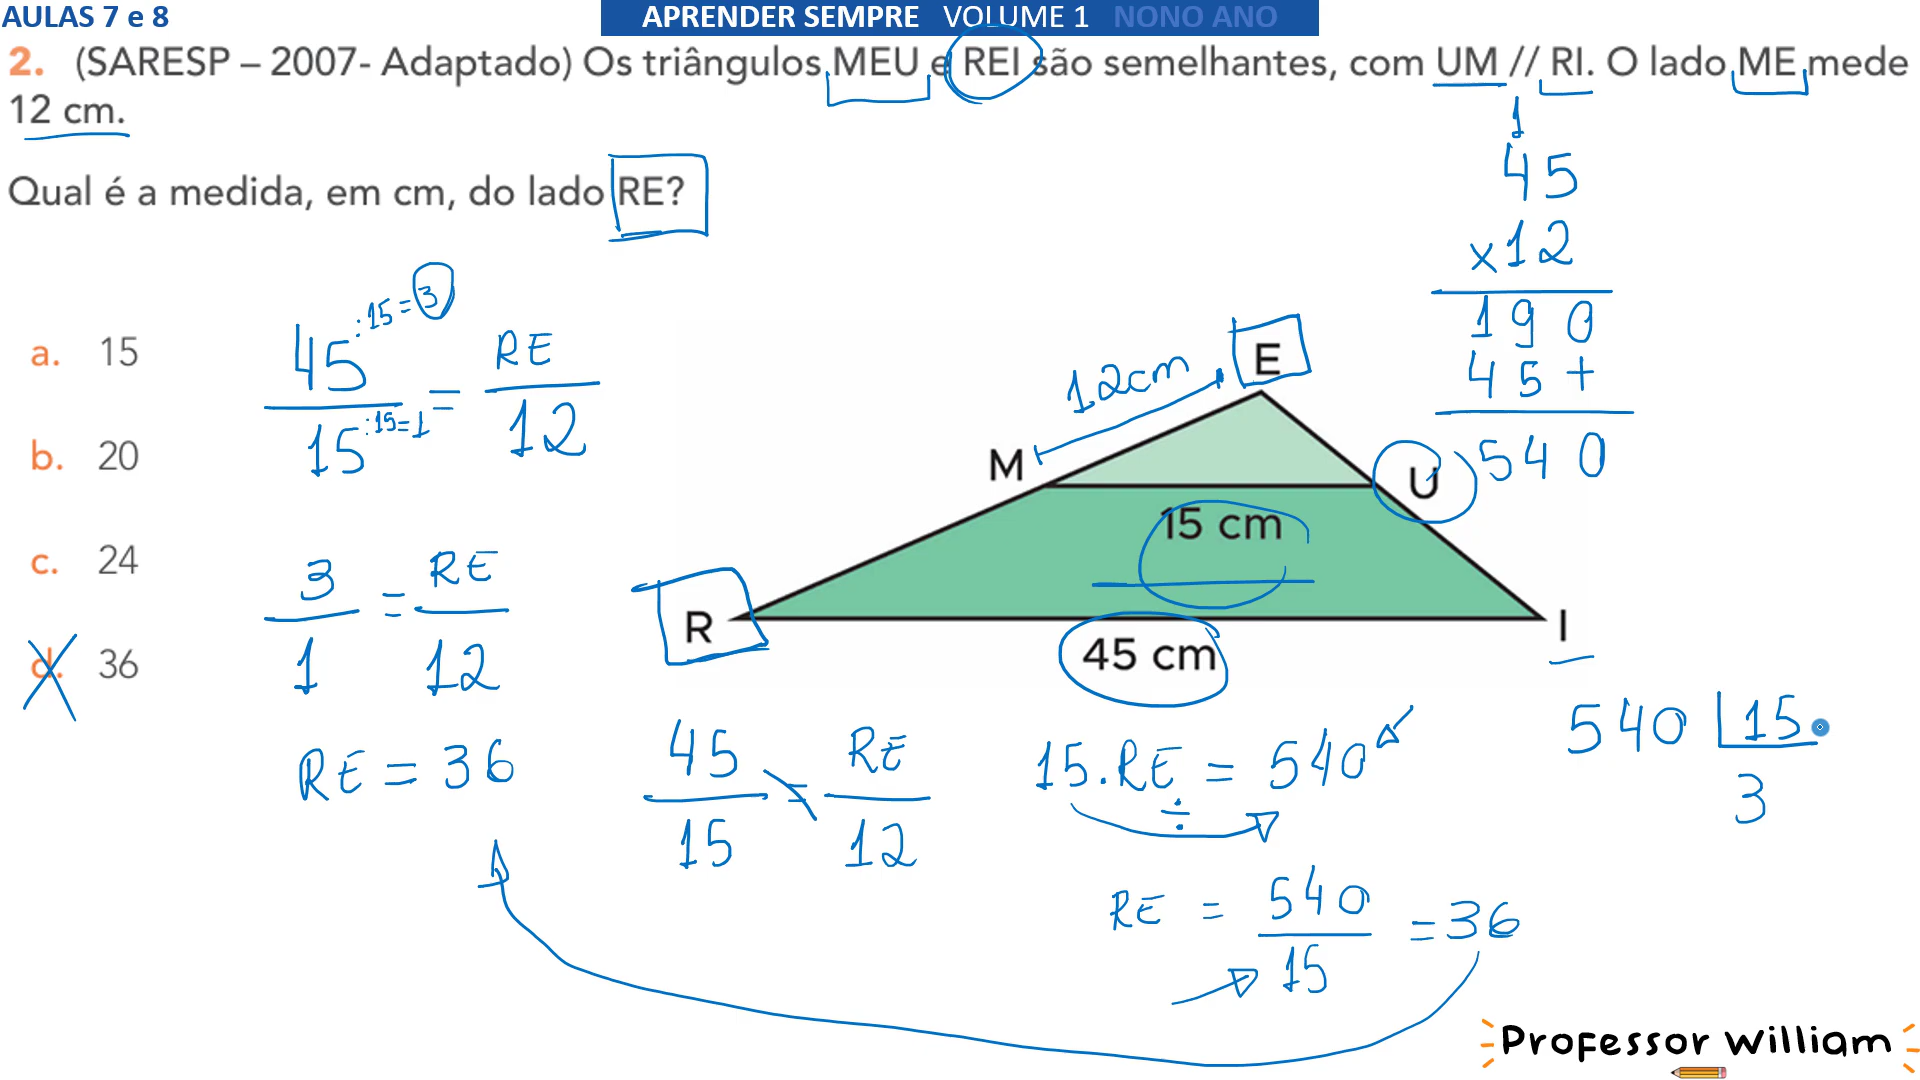 AULAS 7 e 8
APRENDER SEMPRE VOLUME 1 NONO ANO
2. (SARESP – 2007- Adaptado) Os triângulos MEU e REI são semelhantes, com UM // RI. O lado ME mede
12 cm.
Qual é a medida, em cm, do lado RE?
a. 15
b. 20
c. 24
d. 36
45 :15=3
15 :15=1
= RE
12
3
1
= RE
12
RE = 36
12cm
E
M
U
15 cm
R
I
45 cm
1
45
x12
190
45+
540
45
15
= RE
12
15.RE = 540
÷
RE = 540
15
=36
540 15
3
Professor William